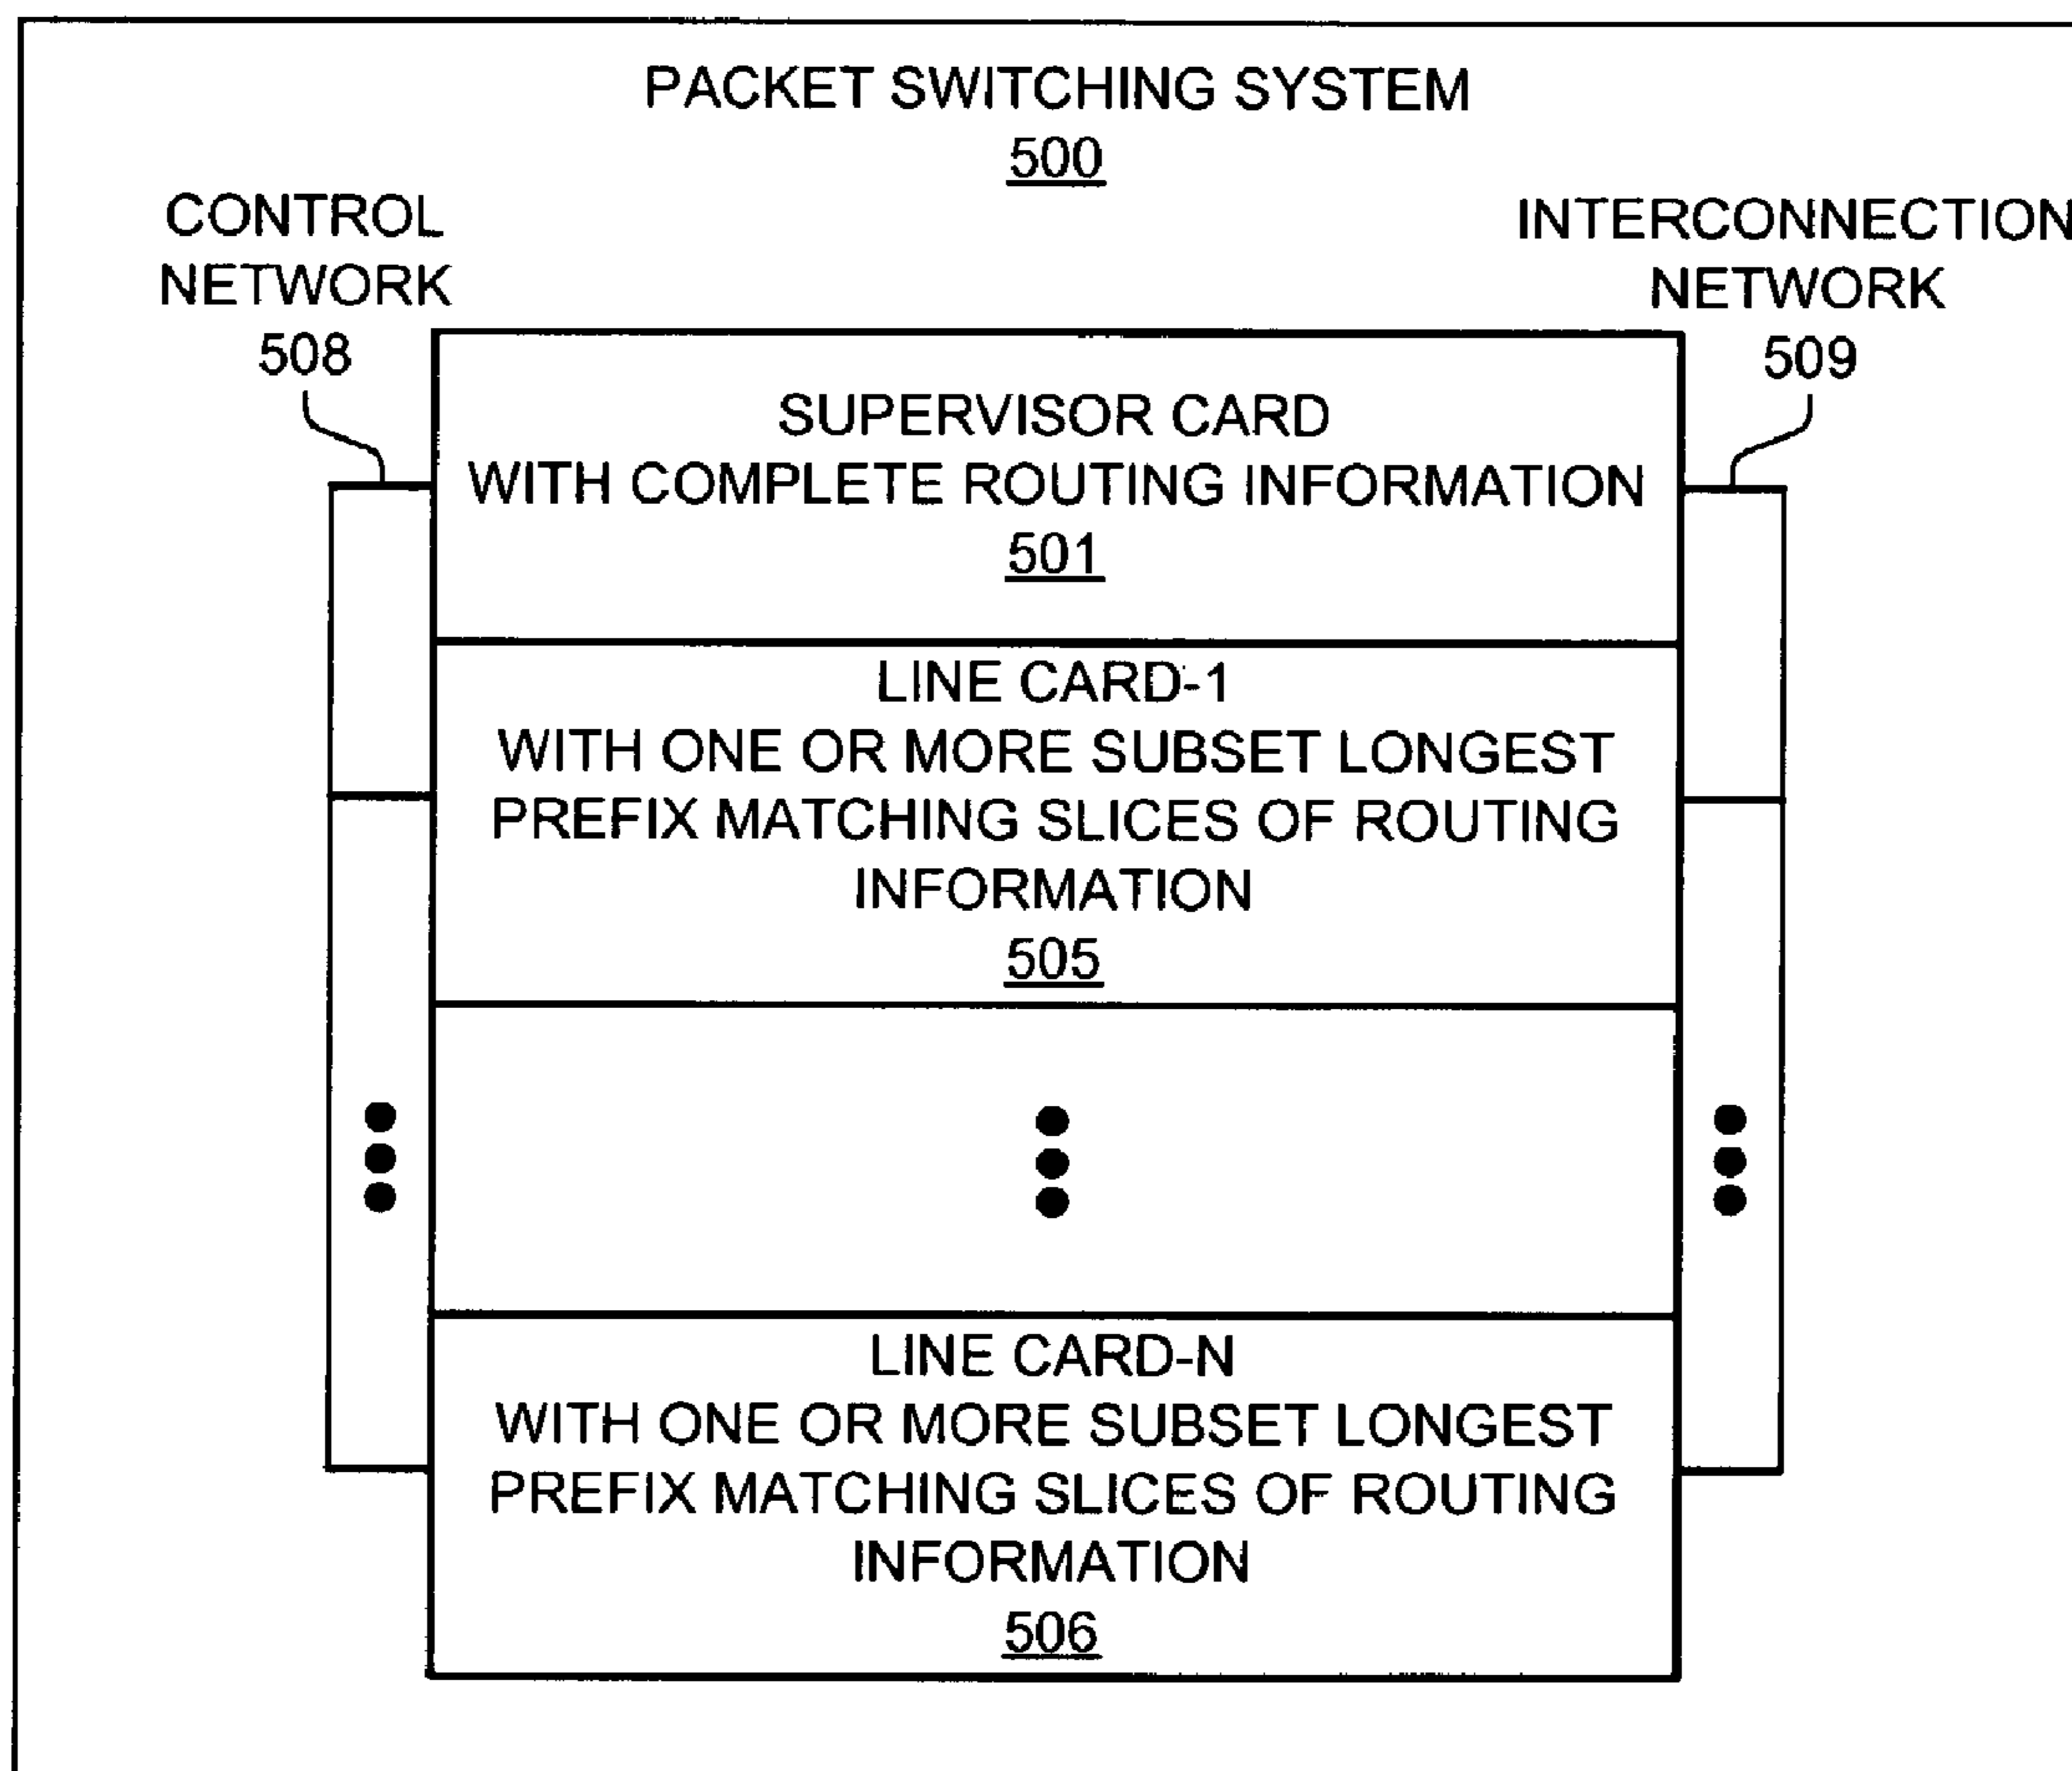 PACKET SWITCHING SYSTEM
500
CONTROL
NETWORK
508
INTERCONNECTION
NETWORK
509
SUPERVISOR CARD
WITH COMPLETE ROUTING INFORMATION
501
LINE CARD-1
WITH ONE OR MORE SUBSET LONGEST
PREFIX MATCHING SLICES OF ROUTING
INFORMATION
505
LINE CARD-N
WITH ONE OR MORE SUBSET LONGEST
PREFIX MATCHING SLICES OF ROUTING
INFORMATION
506